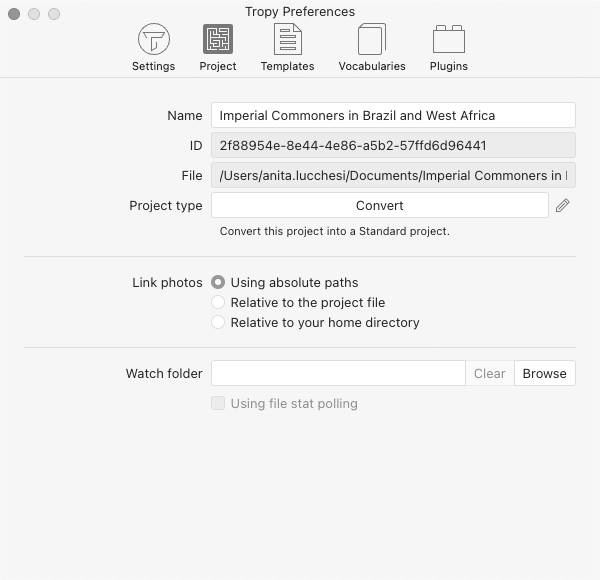 Tropy Preferences
Settings Project Templates Vocabularies Plugins
Name Imperial Commoners in Brazil and West Africa
ID 2f88954e-8e44-4e86-a5b2-57ffd6d96441
File /Users/anita.lucchesi/Documents/Imperial Commoners in
Project type Convert
Convert this project into a Standard project.
Link photos Using absolute paths
Relative to the project file
Relative to your home directory
Watch folder Clear Browse
Using file stat polling